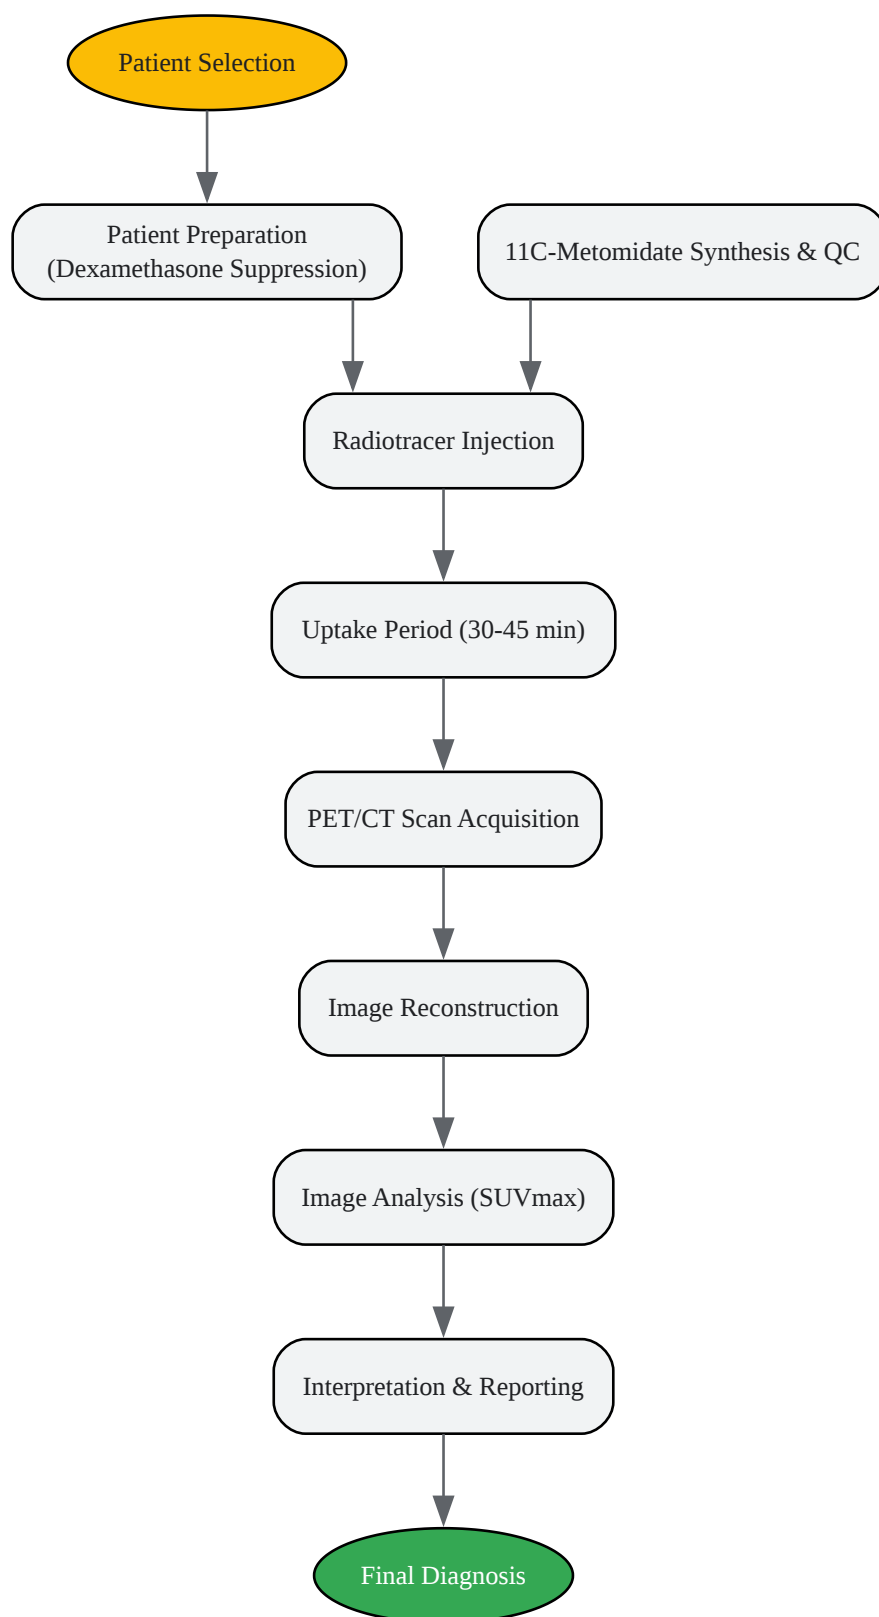 Patient Selection
Patient Preparation
(Dexamethasone Suppression)
11C-Metomidate Synthesis & QC
Radiotracer Injection
Uptake Period (30-45 min)
PET/CT Scan Acquisition
Image Reconstruction
Image Analysis (SUVmax)
Interpretation & Reporting
Final Diagnosis